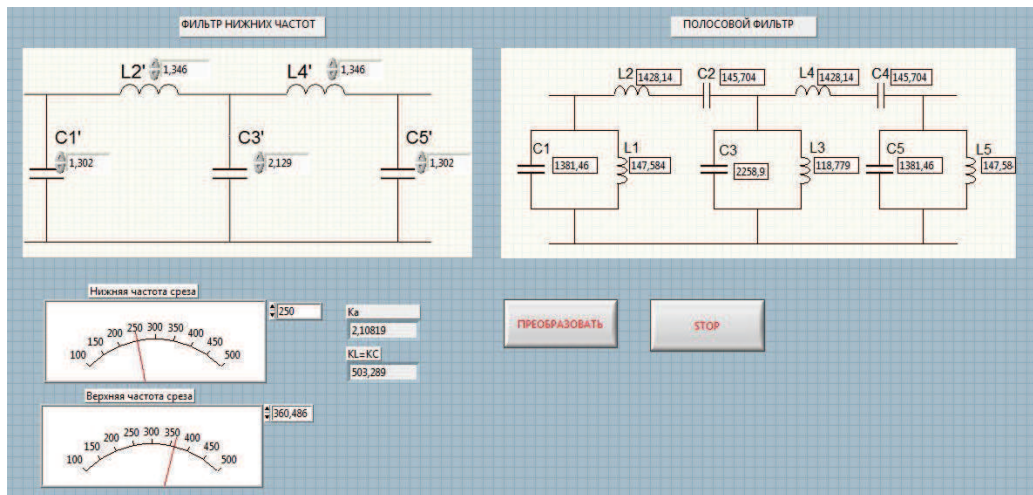 ФИЛЬТР НИЖНИХ ЧАСТОТ
L2'
1,346
L4'
1,346
C1'
1,302
C3'
2,129
C5'
1,302
ПОЛОСОВОЙ ФИЛЬТР
L2
1428,14
C2
145,704
L4
1428,14
C4
145,704
C1
1381,46
L1
147,584
C3
2258,9
L3
118,779
C5
1381,46
L5
147,58
Нижняя частота среза
100 150 200 250 300 350 400 450 500
250
Ka
2,10819
KL=KC
503,289
Верхняя частота среза
100 150 200 250 300 350 400 450 500
360,486
ПРЕОБРАЗОВАТЬ
STOP